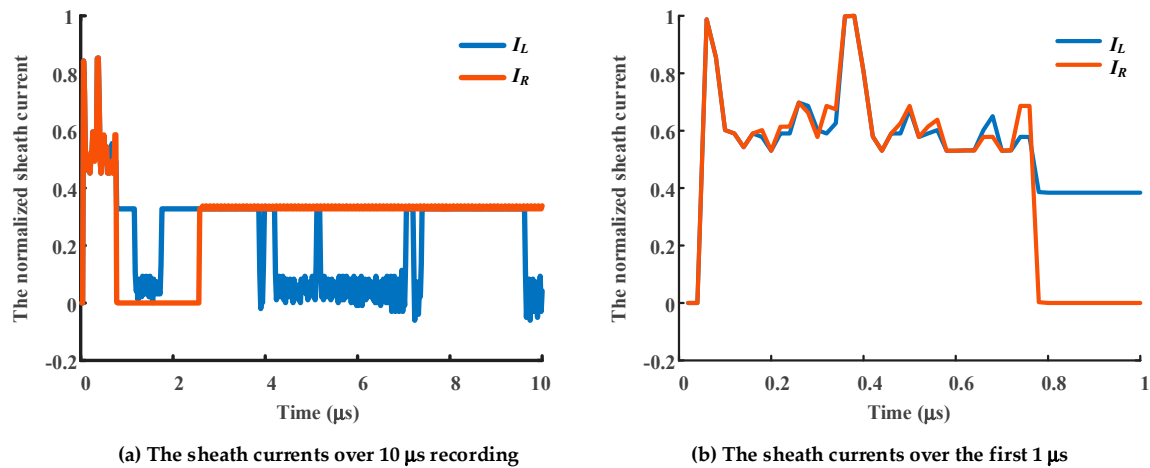 1
0.8
0.6
0.4
0.2
0
-0.2
The normalized sheath current
I_L
I_R
0 2 4 6 8 10
Time (μs)
(a) The sheath currents over 10 μs recording
1
0.8
0.6
0.4
0.2
0
-0.2
The normalized sheath current
I_L
I_R
0 0.2 0.4 0.6 0.8 1
Time (μs)
(b) The sheath currents over the first 1 μs